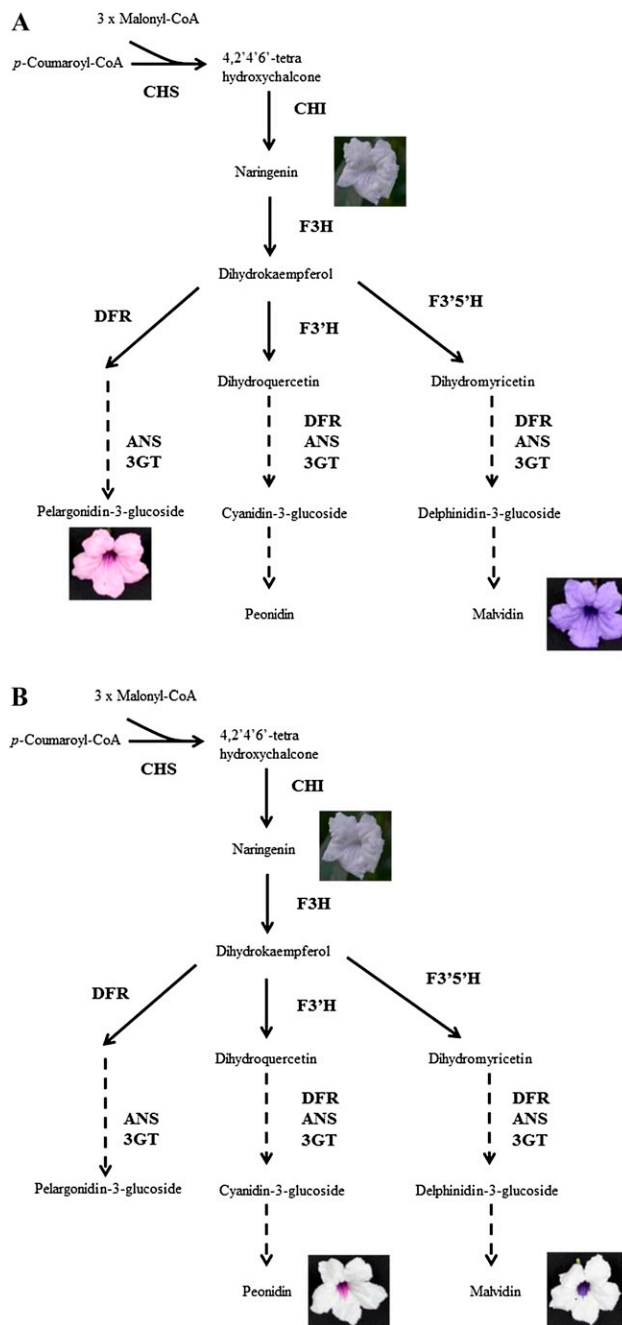 A
3 x Malonyl-CoA
p-Coumaroyl-CoA
CHS
4,2'4'6'-tetra
hydroxychalcone
CHI
Naringenin
F3H
Dihydrokaempferol
DFR
F3'H
F3'5'H
Dihydroquercetin
Dihydromyricetin
ANS
3GT
DFR
ANS
3GT
DFR
ANS
3GT
Pelargonidin-3-glucoside
Cyanidin-3-glucoside
Delphinidin-3-glucoside
Peonidin
Malvidin
B
3 x Malonyl-CoA
p-Coumaroyl-CoA
CHS
4,2'4'6'-tetra
hydroxychalcone
CHI
Naringenin
F3H
Dihydrokaempferol
DFR
F3'H
F3'5'H
Dihydroquercetin
Dihydromyricetin
ANS
3GT
DFR
ANS
3GT
DFR
ANS
3GT
Pelargonidin-3-glucoside
Cyanidin-3-glucoside
Delphinidin-3-glucoside
Peonidin
Malvidin